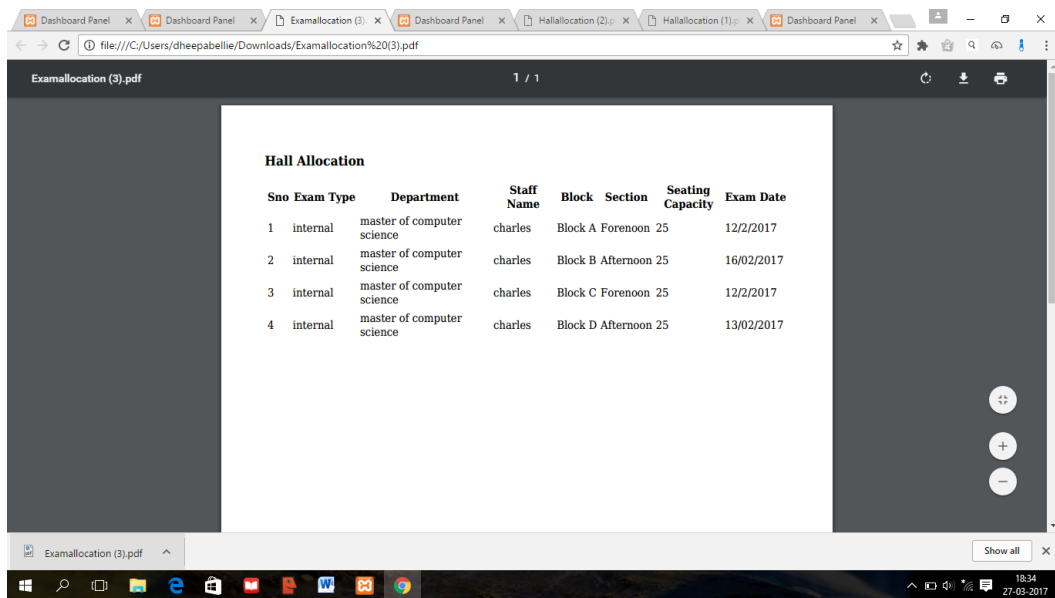 Dashboard Panel Dashboard Panel Examallocation (3). Dashboard Panel Hallallocation (2).p Hallallocation (1).p Dashboard Panel
file:///C:/Users/dheepabellie/Downloads/Examallocation%20(3).pdf
Examallocation (3).pdf 1 / 1
Hall Allocation
Sno Exam Type Department Staff Name Block Section Seating Capacity Exam Date
1 internal master of computer science charles Block A Forenoon 25 12/2/2017
2 internal master of computer science charles Block B Afternoon 25 16/02/2017
3 internal master of computer science charles Block C Forenoon 25 12/2/2017
4 internal master of computer science charles Block D Afternoon 25 13/02/2017
Examallocation (3).pdf Show all
18:34
27-03-2017